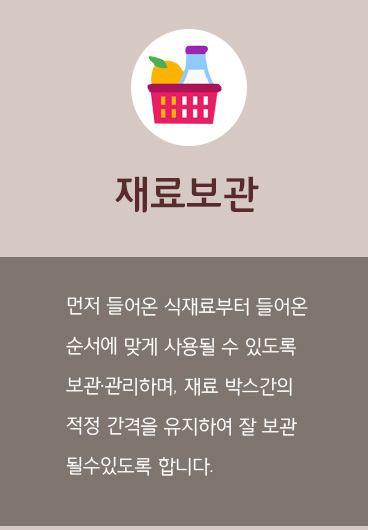 재료보관
먼저 들어온 식재료부터 들어온
순서에 맞게 사용될 수 있도록
보관·관리하며, 재료 박스간의
적정 간격을 유지하여 잘 보관
될수있도록 합니다.